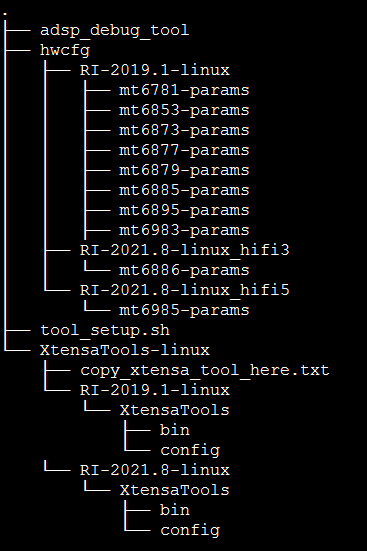 .
├── adsp_debug_tool
├── hwcfg
│   ├── RI-2019.1-linux
│   │   ├── mt6781-params
│   │   ├── mt6853-params
│   │   ├── mt6873-params
│   │   ├── mt6877-params
│   │   ├── mt6879-params
│   │   ├── mt6885-params
│   │   ├── mt6895-params
│   │   ├── mt6983-params
│   ├── RI-2021.8-linux_hifi3
│   │   └── mt6886-params
│   └── RI-2021.8-linux_hifi5
│       └── mt6985-params
├── tool_setup.sh
└── XtensaTools-linux
    ├── copy_xtensa_tool_here.txt
    └── RI-2019.1-linux
        └── XtensaTools
            ├── bin
            └── config
    └── RI-2021.8-linux
        └── XtensaTools
            ├── bin
            └── config